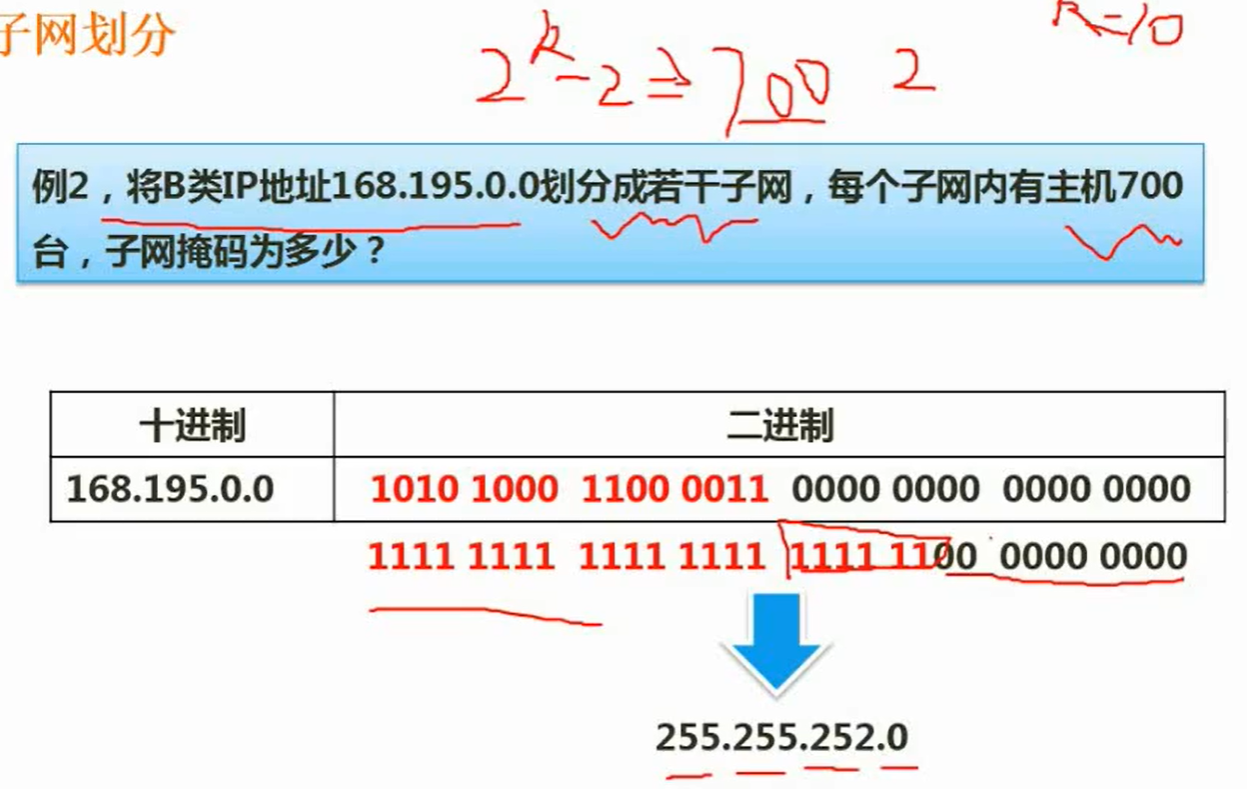 子网划分
2^k-2>=700 2 k=10
例2，将B类IP地址168.195.0.0划分成若干子网，每个子网内有主机700
台，子网掩码为多少？
十进制 二进制
168.195.0.0 1010 1000 1100 0011 0000 0000 0000 0000
1111 1111 1111 1111 1111 1100 0000 0000
255.255.252.0